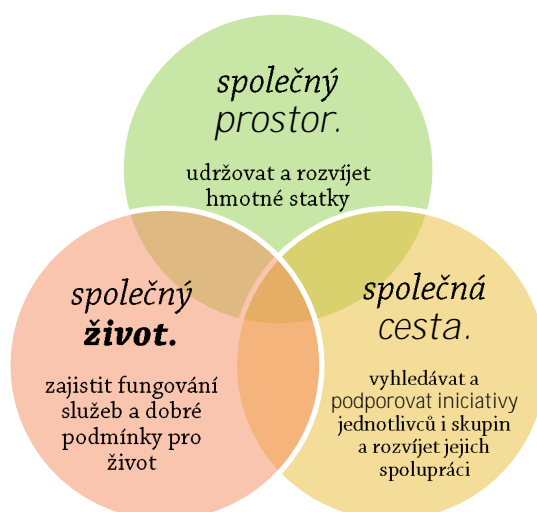 společný
prostor.
udržovat a rozvíjet
hmotné statky
společný
život.
zajistit fungování
služeb a dobré
podmínky pro
život
společná
cesta.
vyhledávat a
podporovat iniciativy
jednotlivců i skupin
a rozvíjet jejich
spolupráci